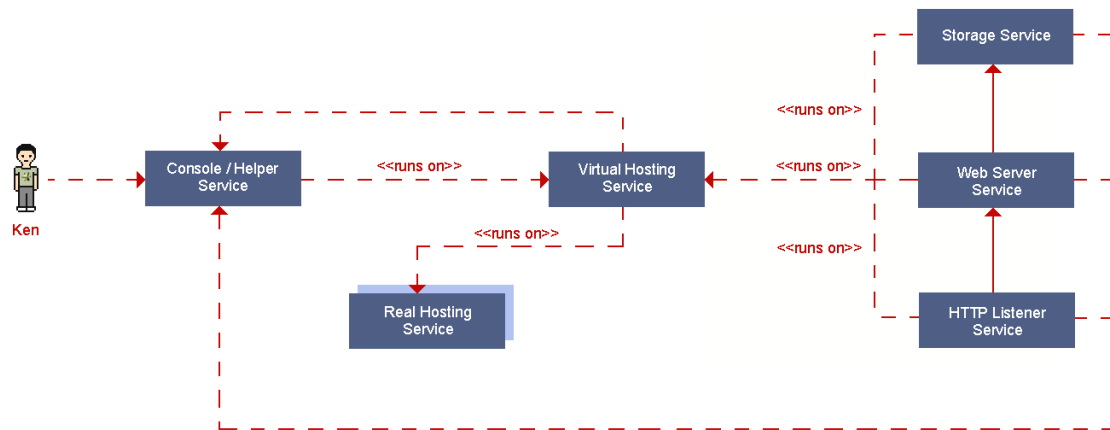 Storage Service
<<runs on>>
Console / Helper
Service
<<runs on>>
Virtual Hosting
Service
<<runs on>>
Web Server
Service
Ken
<<runs on>>
<<runs on>>
Real Hosting
Service
HTTP Listener
Service